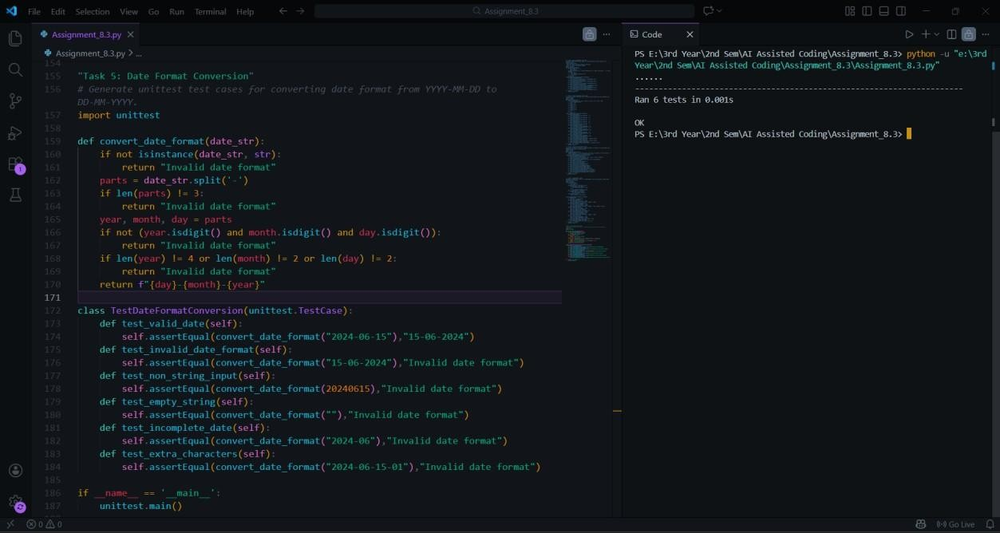 File Edit Selection View Go Run Terminal Help
Assignment_8.3
Assignment_8.3.py
Assignment_8.3.py > ...
154
155 "Task 5: Date Format Conversion"
156 # Generate unittest test cases for converting date format from YYYY-MM-DD to
DD-MM-YYYY.
157 import unittest
158
159 def convert_date_format(date_str):
160     if not isinstance(date_str, str):
161         return "Invalid date format"
162     parts = date_str.split('-')
163     if len(parts) != 3:
164         return "Invalid date format"
165     year, month, day = parts
166     if not (year.isdigit() and month.isdigit() and day.isdigit()):
167         return "Invalid date format"
168     if len(year) != 4 or len(month) != 2 or len(day) != 2:
169         return "Invalid date format"
170     return f"{day}-{month}-{year}"
171
172 class TestDateFormatConversion(unittest.TestCase):
173     def test_valid_date(self):
174         self.assertEqual(convert_date_format("2024-06-15"),"15-06-2024")
175     def test_invalid_date_format(self):
176         self.assertEqual(convert_date_format("15-06-2024"),"Invalid date format")
177     def test_non_string_input(self):
178         self.assertEqual(convert_date_format(20240615),"Invalid date format")
179     def test_empty_string(self):
180         self.assertEqual(convert_date_format(""),"Invalid date format")
181     def test_incomplete_date(self):
182         self.assertEqual(convert_date_format("2024-06"),"Invalid date format")
183     def test_extra_characters(self):
184         self.assertEqual(convert_date_format("2024-06-15-01"),"Invalid date format")
185
186 if __name__ == '__main__':
187     unittest.main()
Code
PS E:\3rd Year\2nd Sem\AI Assisted Coding\Assignment_8.3> python -u "e:\3rd
Year\2nd Sem\AI Assisted Coding\Assignment_8.3\Assignment_8.3.py"
......
----------------------------------------------------------------------
Ran 6 tests in 0.001s
OK
PS E:\3rd Year\2nd Sem\AI Assisted Coding\Assignment_8.3>
1
0 0
Go Live